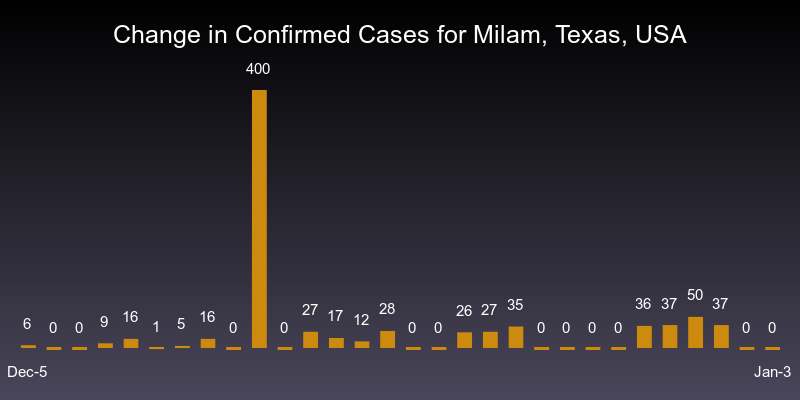 Change in Confirmed Cases for Milam, Texas, USA
400
6 0 0 9 16 1 5 16 0 0 27 17 12 28 0 0 26 27 35 0 0 0 0 36 37 50 37 0 0
Dec-5 Jan-3